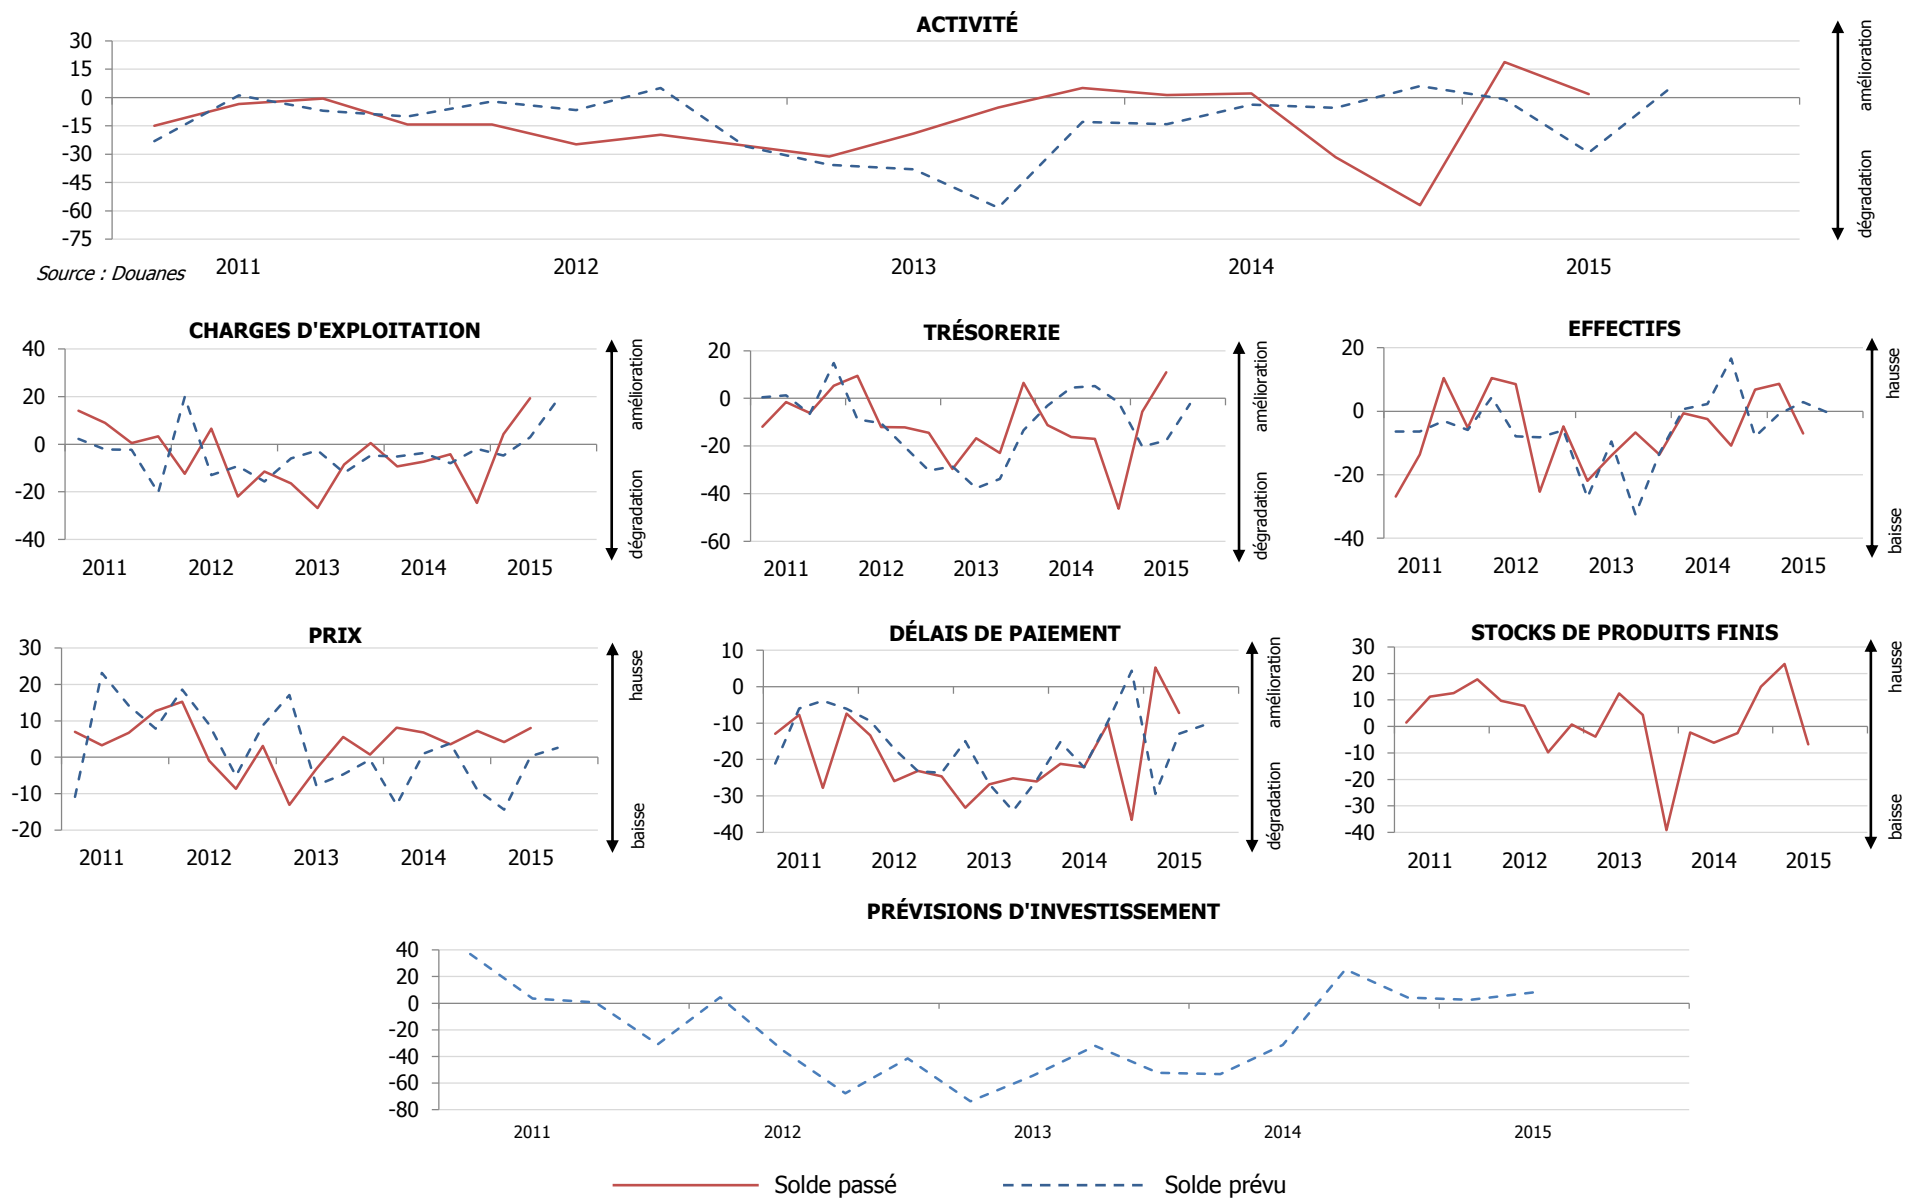 ACTIVITÉ
30
15
0
-15
-30
-45
-60
-75
amélioration
dégradation
2011 2012 2013 2014 2015
Source : Douanes
CHARGES D'EXPLOITATION
40
20
0
-20
-40
amélioration
dégradation
2011 2012 2013 2014 2015
TRÉSORERIE
20
0
-20
-40
-60
amélioration
dégradation
2011 2012 2013 2014 2015
EFFECTIFS
20
0
-20
-40
hausse
baisse
2011 2012 2013 2014 2015
PRIX
30
20
10
0
-10
-20
hausse
baisse
2011 2012 2013 2014 2015
DÉLAIS DE PAIEMENT
10
0
-10
-20
-30
-40
amélioration
dégradation
2011 2012 2013 2014 2015
STOCKS DE PRODUITS FINIS
30
20
10
0
-10
-20
-30
-40
hausse
baisse
2011 2012 2013 2014 2015
PRÉVISIONS D'INVESTISSEMENT
40
20
0
-20
-40
-60
-80
2011 2012 2013 2014 2015
Solde passé Solde prévu